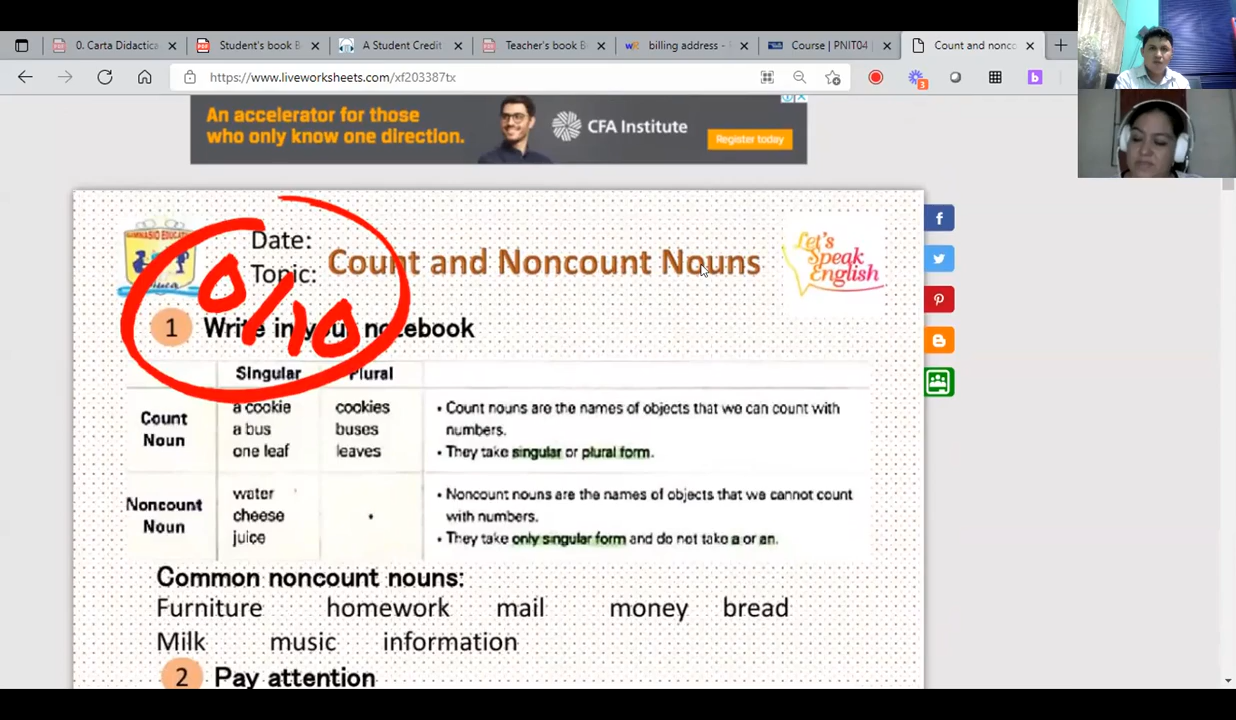 0. Carta Didactica
Student's book B
A Student Credit
Teacher's book B
billing address -
Course | PNIT04
Count and nonco
https://www.liveworksheets.com/xf203387tx
3
b
An accelerator for those
who only know one direction.
CFA Institute
Register today
GIMNASIO EDUCATI
Date:
Topic:
Count and Noncount Nouns
Let's
Speak
English
0/10
1 Write in your notebook
Singular Plural
Count
Noun
a cookie cookies
a bus buses
one leaf leaves
• Count nouns are the names of objects that we can count with
numbers.
• They take singular or plural form.
Noncount
Noun
water
cheese
juice
• Noncount nouns are the names of objects that we cannot count
with numbers.
• They take only singular form and do not take a or an.
Common noncount nouns:
Furniture homework mail money bread
Milk music information
2 Pay attention